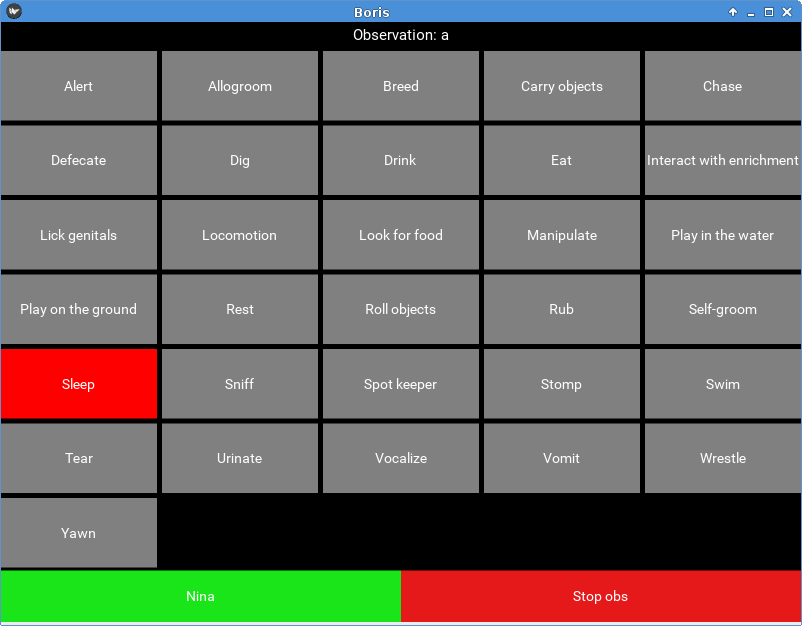 Boris
Observation: a
Alert Allogroom Breed Carry objects Chase
Defecate Dig Drink Eat Interact with enrichment
Lick genitals Locomotion Look for food Manipulate Play in the water
Play on the ground Rest Roll objects Rub Self-groom
Sleep Sniff Spot keeper Stomp Swim
Tear Urinate Vocalize Vomit Wrestle
Yawn
Nina Stop obs